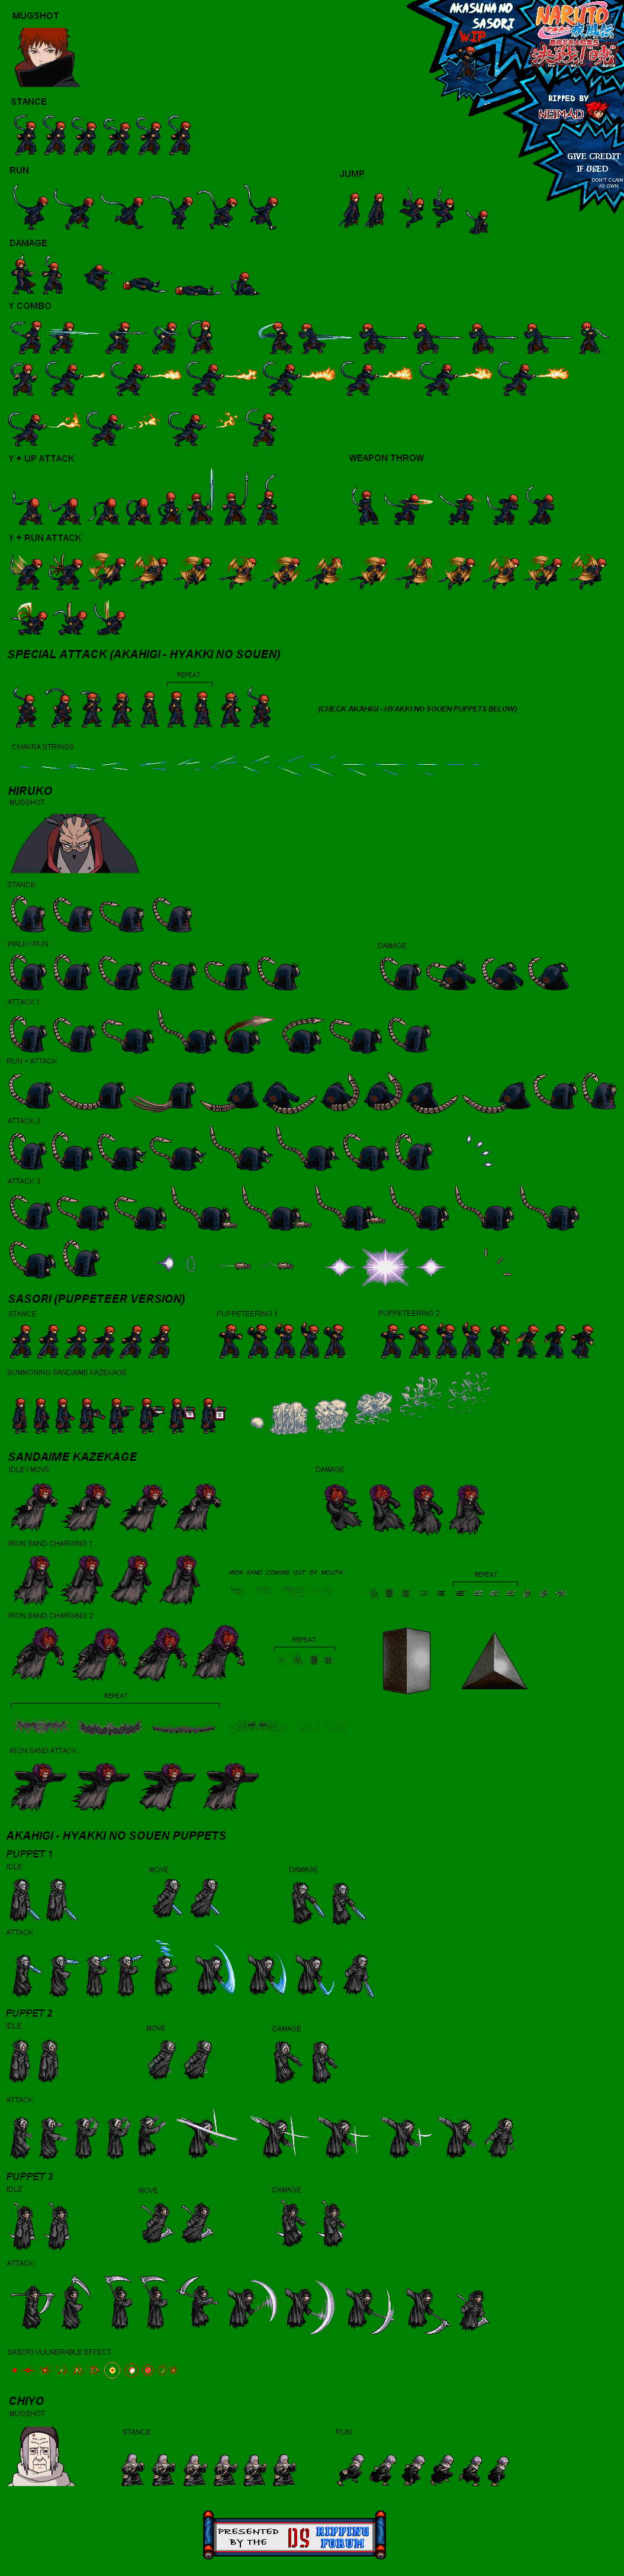 MUGSHOT
AKASUNA NO
SASORI
WIP
NARUTO
疾風伝
決戦!"暁"
RIPPED BY
NEIMAD
GIVE CREDIT
IF USED
DON'T CLAIM
AS OWN
STANCE
RUN
JUMP
DAMAGE
Y COMBO
Y + UP ATTACK
WEAPON THROW
Y + RUN ATTACK
SPECIAL ATTACK (AKAHIGI - HYAKKI NO SOUEN)
REPEAT
(CHECK AKAHIGI - HYAKKI NO SOUEN PUPPETS BELOW)
CHAKRA STRINGS
HIRUKO
MUGSHOT
STANCE
WALK / RUN
DAMAGE
ATTACK 1
RUN + ATTACK
ATTACK 2
ATTACK 3
SASORI (PUPPETEER VERSION)
STANCE
PUPPETEERING 1
PUPPETEERING 2
SUMMONING SANDAIME KAZEKAGE
SANDAIME KAZEKAGE
IDLE / MOVE
DAMAGE
IRON SAND CHARGING 1
IRON SAND COMING OUT OF MOUTH
REPEAT
IRON SAND CHARGING 2
REPEAT
REPEAT
IRON SAND ATTACK
AKAHIGI - HYAKKI NO SOUEN PUPPETS
PUPPET 1
IDLE
MOVE
DAMAGE
ATTACK
PUPPET 2
IDLE
MOVE
DAMAGE
ATTACK
PUPPET 3
IDLE
MOVE
DAMAGE
ATTACK
SASORI VULNERABLE EFFECT
CHIYO
MUGSHOT
STANCE
RUN
PRESENTED
BY THE
DS
RIPPING
FORUM